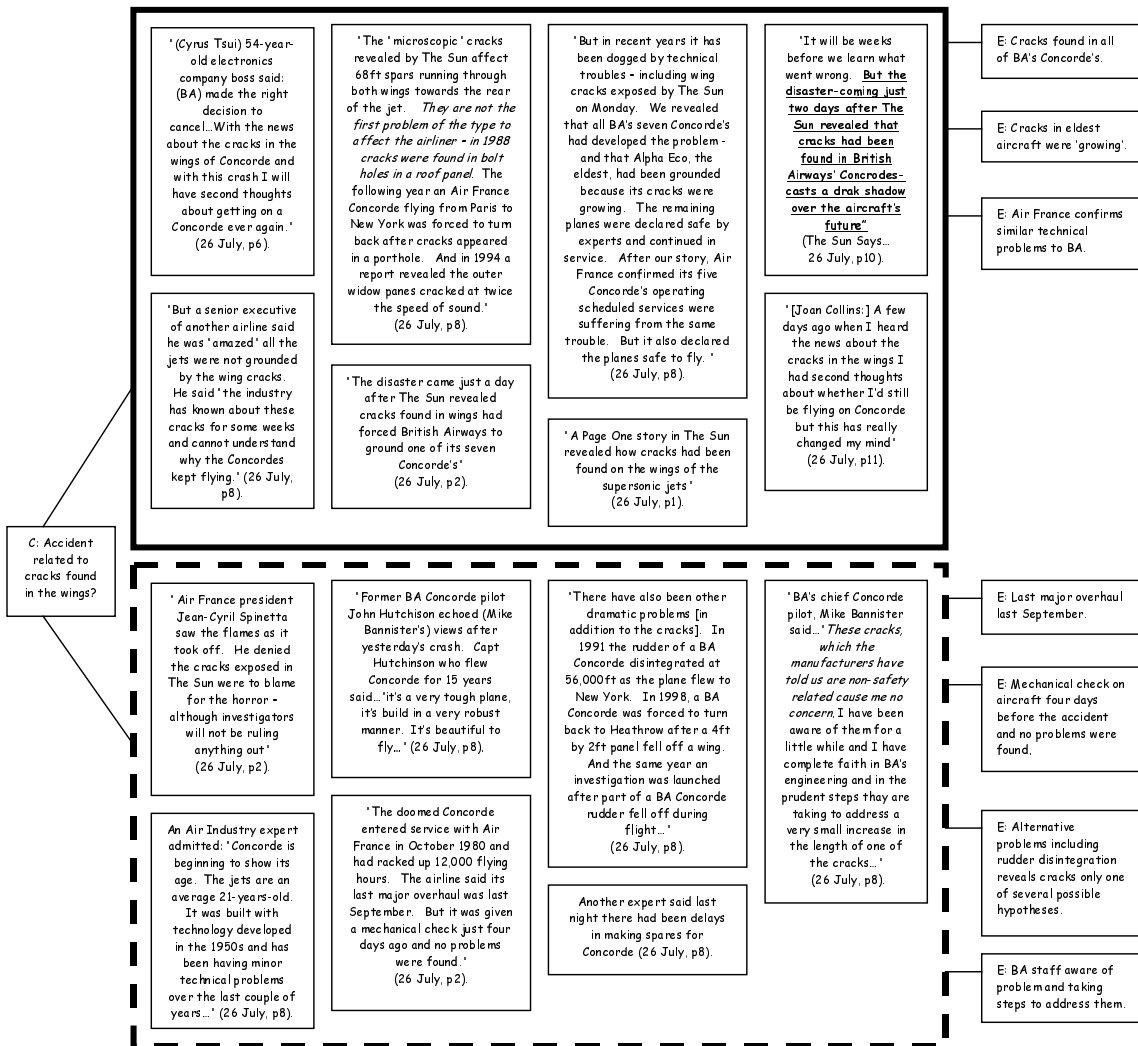 "(Cyrus Tsui) 54-year-
old electronics
company boss said:
(BA) made the right
decision to
cancel…With the news
about the cracks in the
wings of Concorde and
with this crash I will
have second thoughts
about getting on a
Concorde ever again."
(26 July, p6).
"But a senior executive
of another airline said
he was "amazed" all the
jets were not grounded
by the wing cracks.
He said "the industry
has known about these
cracks for some weeks
and cannot understand
why the Concordes
kept flying." (26 July,
p8).
"The "microscopic" cracks
revealed by The Sun affect
68ft spars running through
both wings towards the rear
of the jet. They are not the
first problem of the type to
affect the airliner – in 1988
cracks were found in bolt
holes in a roof panel. The
following year an Air France
Concorde flying from Paris to
New York was forced to turn
back after cracks appeared
in a porthole. And in 1994 a
report revealed the outer
widow panes cracked at twice
the speed of sound."
(26 July, p8).
"The disaster came just a day
after The Sun revealed
cracks found in wings had
forced British Airways to
ground one of its seven
Concorde's"
(26 July, p2).
"But in recent years it has
been dogged by technical
troubles – including wing
cracks exposed by The Sun
on Monday. We revealed
that all BA's seven Concorde's
had developed the problem -
and that Alpha Eco, the
eldest, had been grounded
because its cracks were
growing. The remaining
planes were declared safe by
experts and continued in
service. After our story, Air
France confirmed its five
Concorde's operating
scheduled services were
suffering from the same
trouble. But it also declared
the planes safe to fly. "
(26 July, p8).
"A Page One story in The Sun
revealed how cracks had been
found on the wings of the
supersonic jets"
(26 July, p1).
"It will be weeks
before we learn what
went wrong. But the
disaster-coming just
two days after The
Sun revealed that
cracks had been
found in British
Airways' Concrodes-
casts a drak shadow
over the aircraft's
future"
(The Sun Says…
26 July, p10).
"[Joan Collins:] A few
days ago when I heard
the news about the
cracks in the wings I
had second thoughts
about whether I'd still
be flying on Concorde
but this has really
changed my mind"
(26 July, p11).
E: Cracks found in all
of BA's Concorde's.
E: Cracks in eldest
aircraft were 'growing'.
E: Air France confirms
similar technical
problems to BA.
C: Accident
related to
cracks found
in the wings?
"Air France president
Jean-Cyril Spinetta
saw the flames as it
took off. He denied
the cracks exposed in
The Sun were to blame
for the horror –
although investigators
will not be ruling
anything out"
(26 July, p2).
An Air Industry expert
admitted: "Concorde is
beginning to show its
age. The jets are an
average 21-years-old.
It was built with
technology developed
in the 1950s and has
been having minor
technical problems
over the last couple of
years…" (26 July, p8).
"Former BA Concorde pilot
John Hutchison echoed (Mike
Bannister's) views after
yesterday's crash. Capt
Hutchinson who flew
Concorde for 15 years
said…"it's a very tough plane,
it's build in a very robust
manner. It's beautiful to
fly…" (26 July, p8).
"The doomed Concorde
entered service with Air
France in October 1980 and
had racked up 12,000 flying
hours. The airline said its
last major overhaul was last
September. But it was given
a mechanical check just four
days ago and no problems
were found."
(26 July, p2).
"There have also been other
dramatic problems [in
addition to the cracks]. In
1991 the rudder of a BA
Concorde disintegrated at
56,000ft as the plane flew to
New York. In 1998, a BA
Concorde was forced to turn
back to Heathrow after a 4ft
by 2ft panel fell off a wing.
And the same year an
investigation was launched
after part of a BA Concorde
rudder fell off during
flight…"
(26 July, p8).
Another expert said last
night there had been delays
in making spares for
Concorde (26 July, p8).
"BA's chief Concorde
pilot, Mike Bannister
said…"These cracks,
which the
manufacturers have
told us are non-safety
related cause me no
concern. I have been
aware of them for a
little while and I have
complete faith in BA's
engineering and in the
prudent steps thay are
taking to address a
very small increase in
the length of one of
the cracks…"
(26 July, p8).
E: Last major overhaul
last September.
E: Mechanical check on
aircraft four days
before the accident
and no problems were
found.
E: Alternative
problems including
rudder disintegration
reveals cracks only one
of several possible
hypotheses.
E: BA staff aware of
problem and taking
steps to address them.